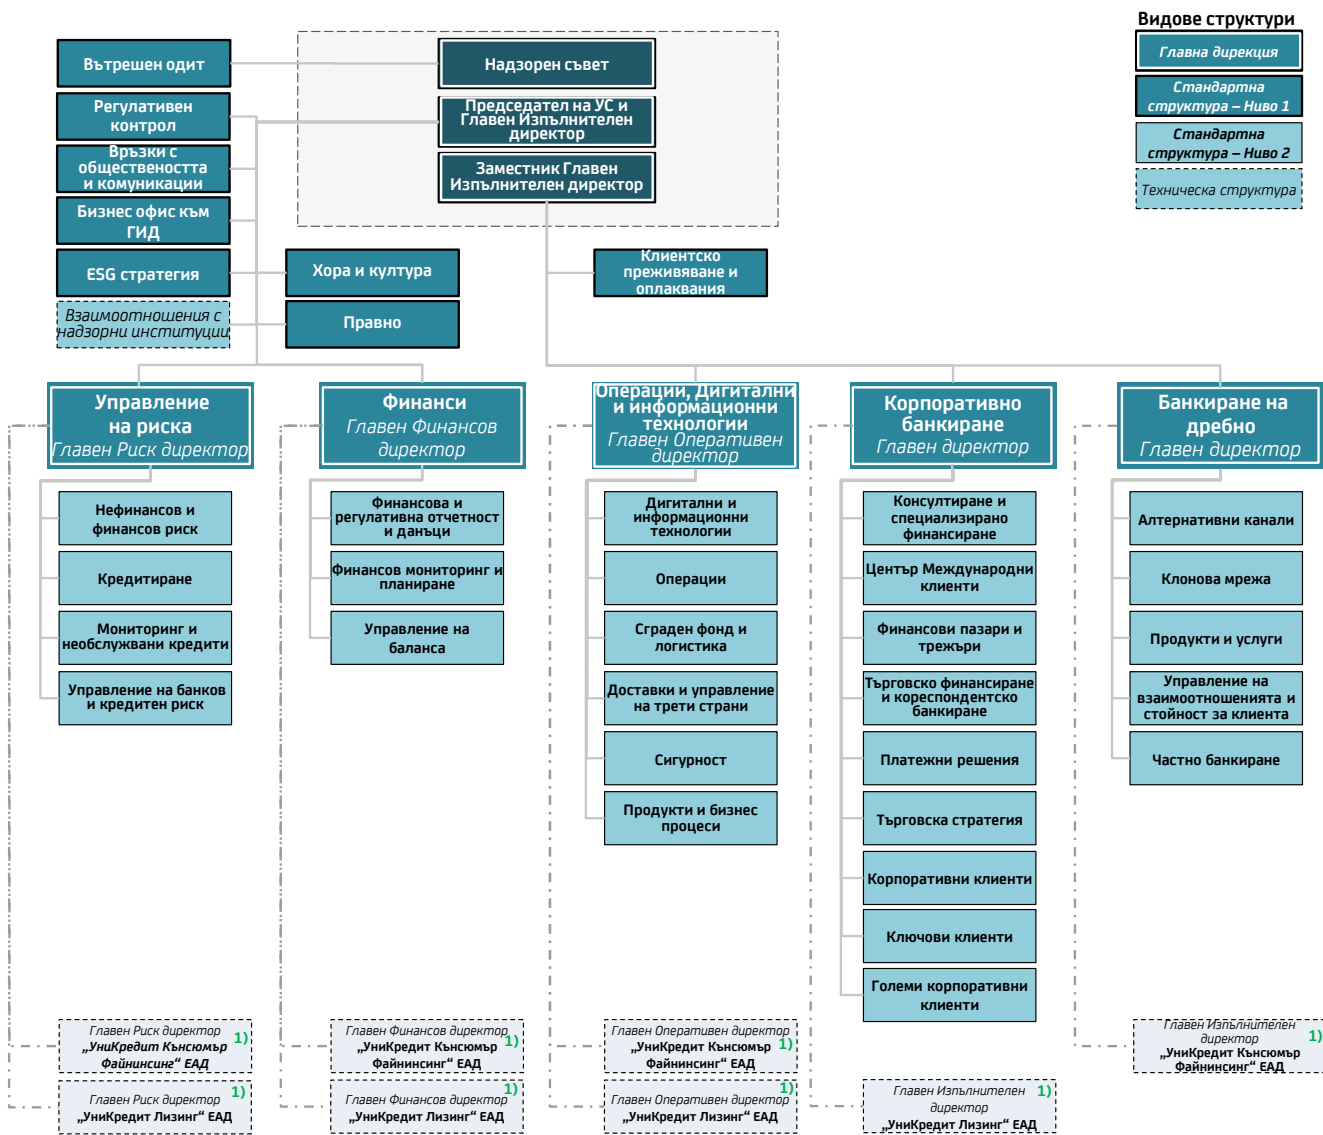 Видове структури
Главна дирекция
Стандартна
структура – Ниво 1
Стандартна
структура – Ниво 2
Техническа структура
Вътрешен одит
Надзорен съвет
Регулативен
контрол
Председател на УС и
Главен Изпълнителен
директор
Връзки с
обществеността
и комуникации
Заместник Главен
Изпълнителен директор
Бизнес офис към
ГИД
ESG стратегия
Хора и култура
Клиентско
преживяване и
оплаквания
Взаимоотношения с
надзорни институции
Правно
Управление
на риска
Главен Риск директор
Финанси
Главен Финансов
директор
Операции, Дигитални
и информационни
технологии
Главен Оперативен
директор
Корпоративно
банкиране
Главен директор
Банкиране на
дребно
Главен директор
Нефинансов и
финансов риск
Кредитиране
Мониторинг и
необслужвани кредити
Управление на банков
и кредитен риск
Финансова и
регулативна отчетност
и данъци
Финансов мониторинг и
планиране
Управление на
баланса
Дигитални и
информационни
технологии
Операции
Сграден фонд и
логистика
Доставки и управление
на трети страни
Сигурност
Продукти и бизнес
процеси
Консултиране и
специализирано
финансиране
Център Международни
клиенти
Финансови пазари и
трежъри
Търговско финансиране
и кореспондентско
банкиране
Платежни решения
Търговска стратегия
Корпоративни клиенти
Ключови клиенти
Големи корпоративни
клиенти
Алтернативни канали
Клонова мрежа
Продукти и услуги
Управление на
взаимоотношенията и
стойност за клиента
Частно банкиране
Главен Риск директор 1)
„УниКредит Кънсюмър
Файнинсинг“ ЕАД
Главен Риск директор 1)
„УниКредит Лизинг“ ЕАД
Главен Финансов директор 1)
„УниКредит Кънсюмър
Файнинсинг“ ЕАД
Главен Финансов директор 1)
„УниКредит Лизинг“ ЕАД
Главен Оперативен директор
„УниКредит Кънсюмър 1)
Файнинсинг“ ЕАД
Главен Оперативен директор 1)
„УниКредит Лизинг“ ЕАД
Главен Изпълнителен 1)
директор
„УниКредит Лизинг“ ЕАД
Главен Изпълнителен
директор 1)
„УниКредит Кънсюмър
Файнинсинг“ ЕАД